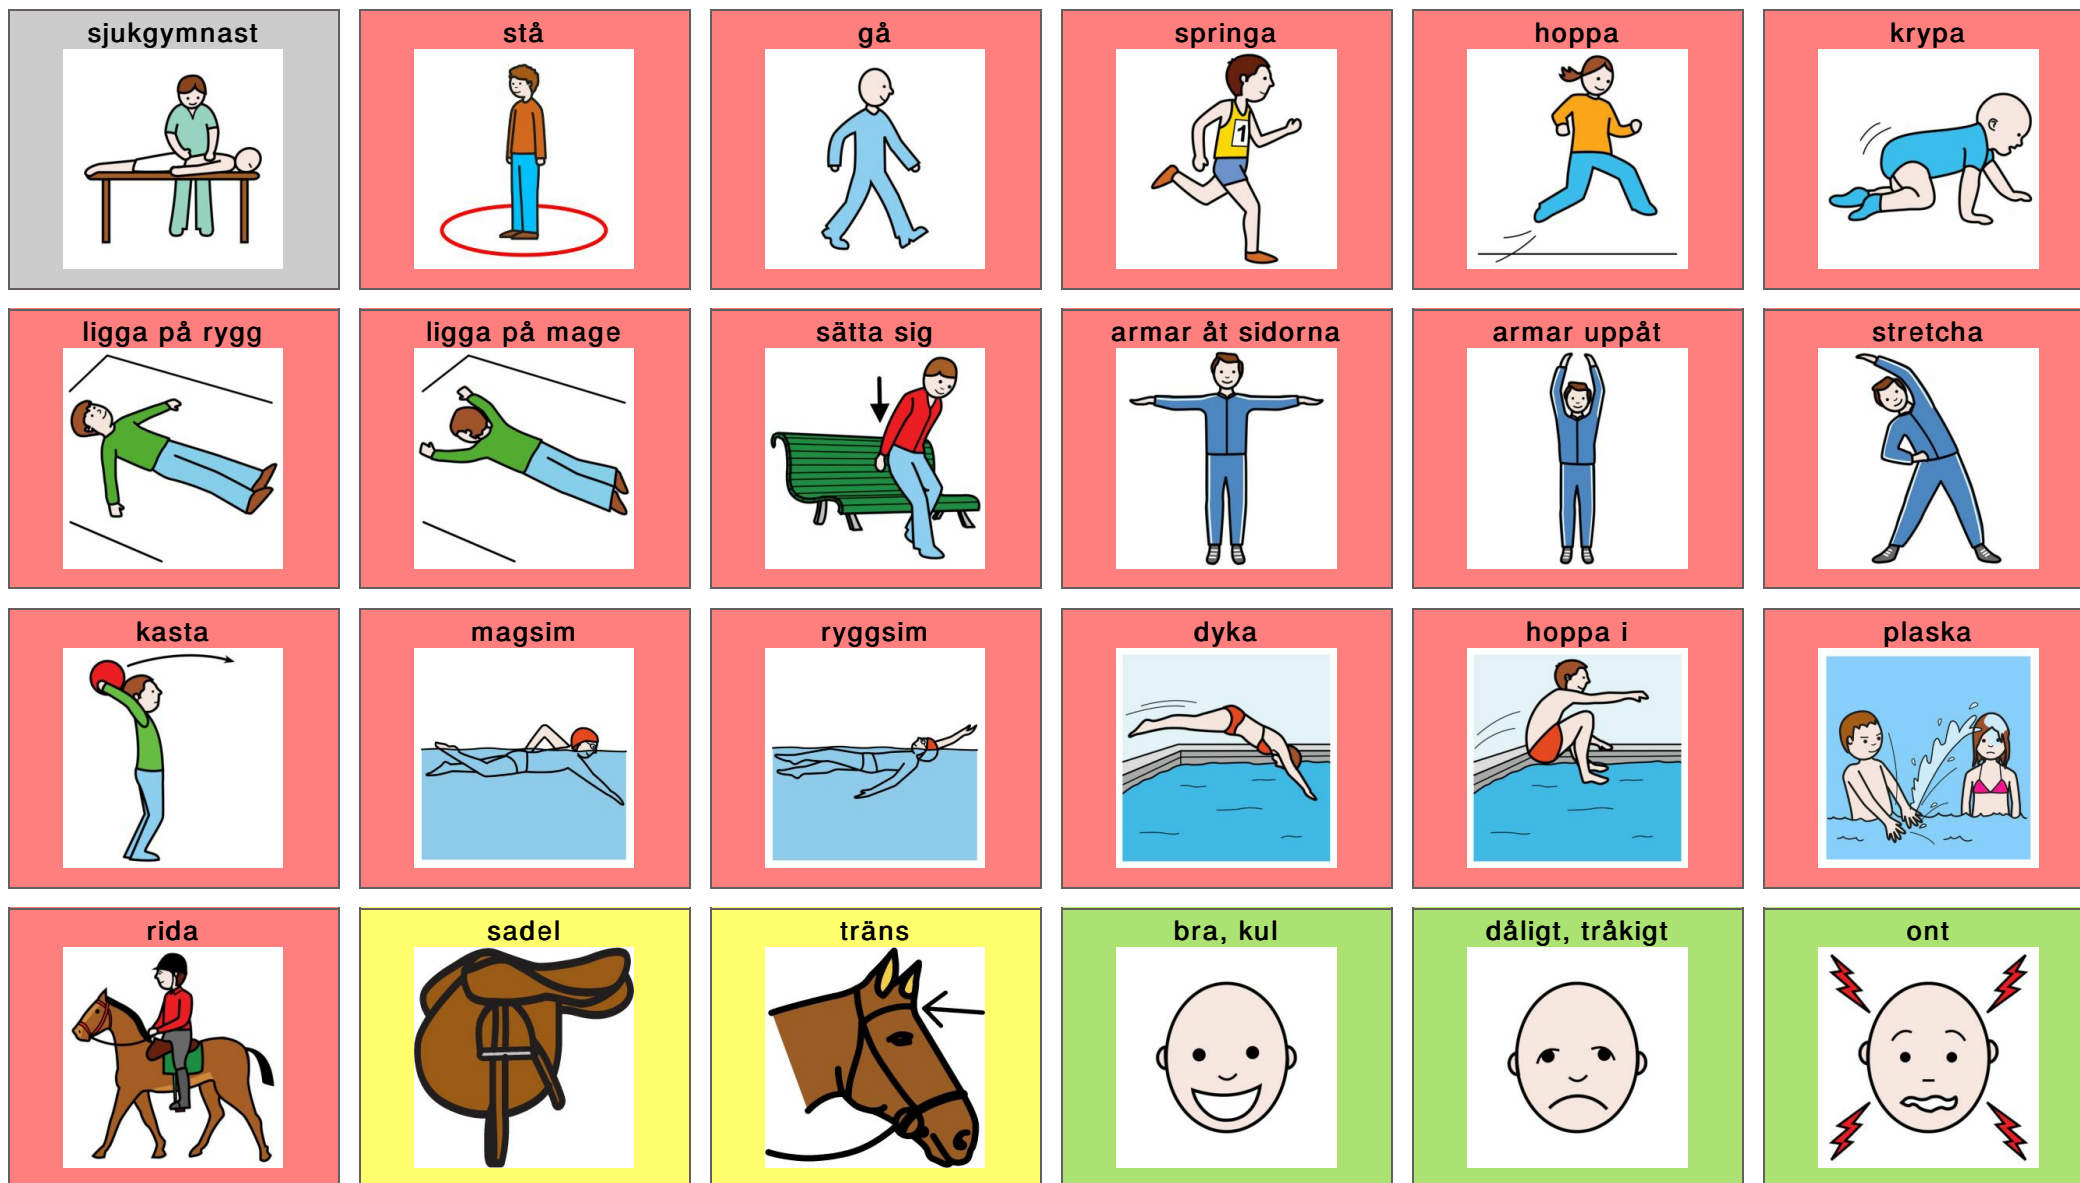 sjukgymnast
stå
gå
springa
hoppa
krypa
ligga på rygg
ligga på mage
sätta sig
armar åt sidorna
armar uppåt
stretcha
kasta
magsim
ryggsim
dyka
hoppa i
plaska
rida
sadel
träns
bra, kul
dåligt, tråkigt
ont
1